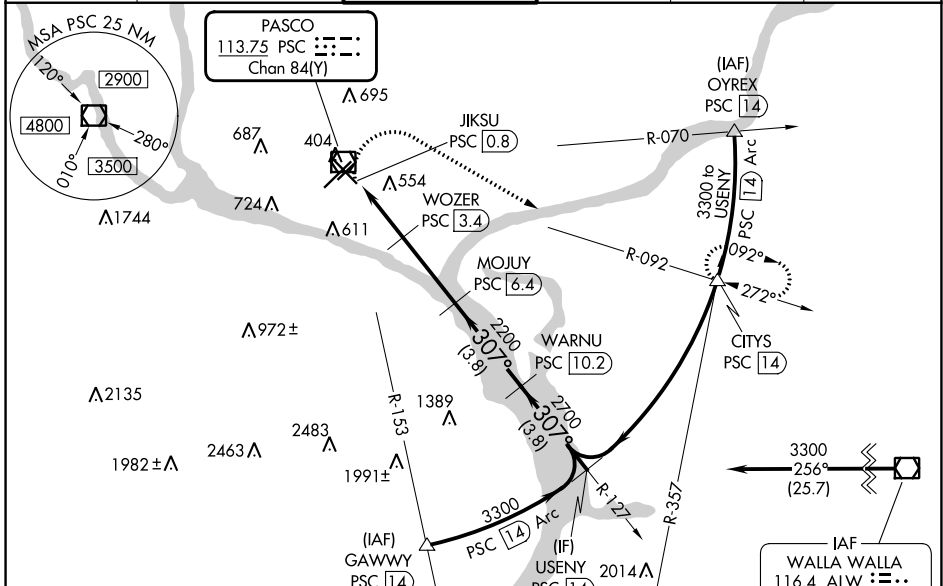 MSA PSC 25 NM
120°
2900
4800
280°
010°
3500
PASCO
113.75 PSC
Chan 84(Y)
695
687
404
JIKSU
PSC 0.8
(IAF)
OYREX
PSC 14
R-070
554
724
611
1744
WOZER
PSC 3.4
3300 to
USENY
PSC 14 Arc
R-092
092°
272°
MOJUY
PSC 6.4
CITYS
PSC 14
972±
2200
307°
(3.8)
WARNU
PSC 10.2
2135
R-153
1389
2700
307°
(3.8)
2483
2463
1982±
1991±
R-357
3300
256°
(25.7)
3300
PSC 14 Arc
R-127
(IAF)
GAWWY
PSC 14
(IF)
USENY
PSC 14
2014
IAF
WALLA WALLA
116.4 ALW